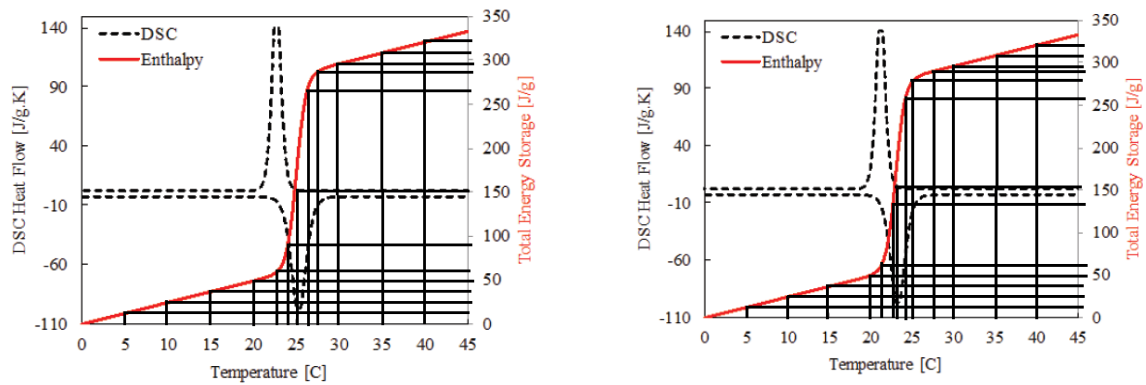 DSC Heat Flow [J/g.K]
140
90
40
-10
-60
-110
DSC
Enthalpy
350
300
250
200
150
100
50
0
Total Energy Storage [J/g]
0 5 10 15 20 25 30 35 40 45
Temperature [C]
DSC Heat Flow [J/g.K]
140
90
40
-10
-60
-110
DSC
Enthalpy
350
300
250
200
150
100
50
0
Total Energy Storage [J/g]
0 5 10 15 20 25 30 35 40 45
Temperature [C]